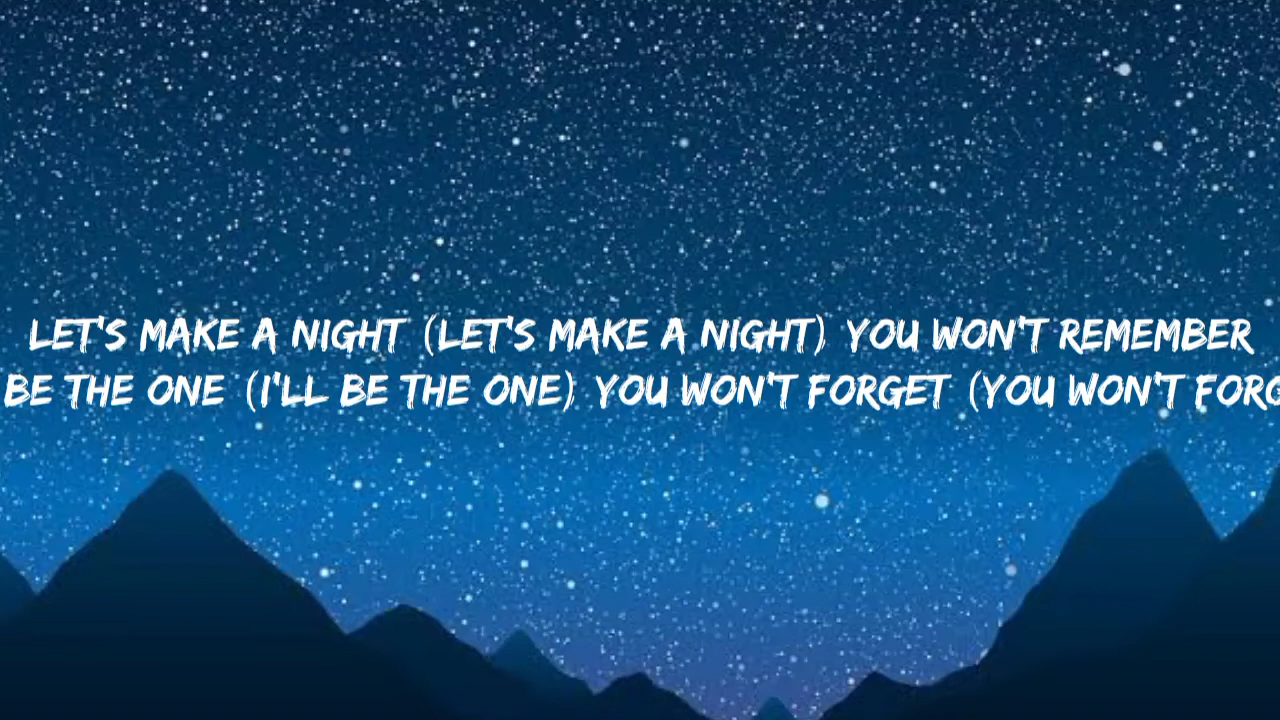 LET'S MAKE A NIGHT (LET'S MAKE A NIGHT) YOU WON'T REMEMBER
BE THE ONE (I'LL BE THE ONE) YOU WON'T FORGET (YOU WON'T